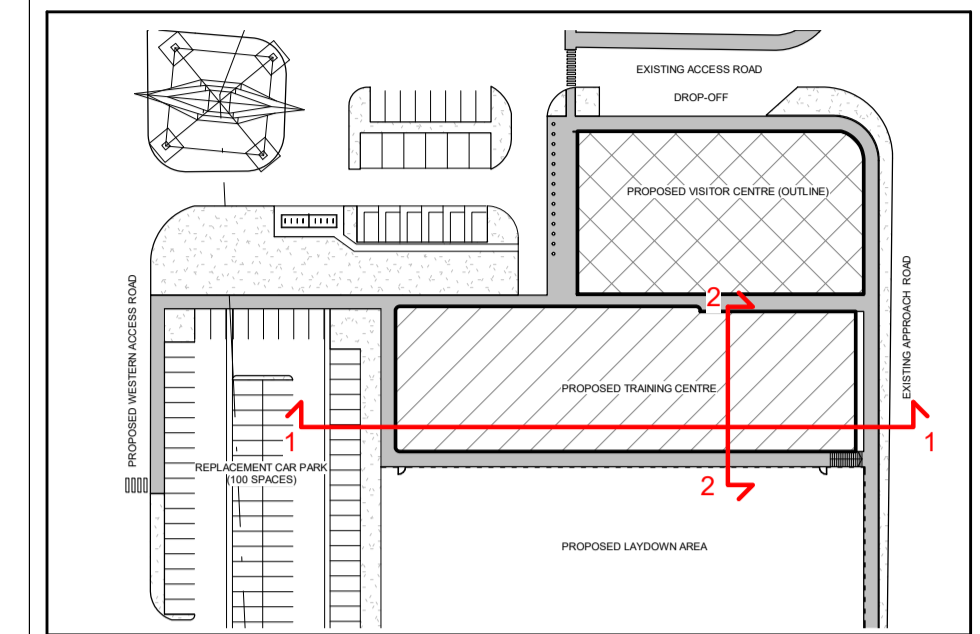 EXISTING ACCESS ROAD
DROP-OFF
PROPOSED VISITOR CENTRE (OUTLINE)
PROPOSED WESTERN ACCESS ROAD
EXISTING APPROACH ROAD
2
PROPOSED TRAINING CENTRE
1
1
REPLACEMENT CAR PARK
(100 SPACES)
2
PROPOSED LAYDOWN AREA